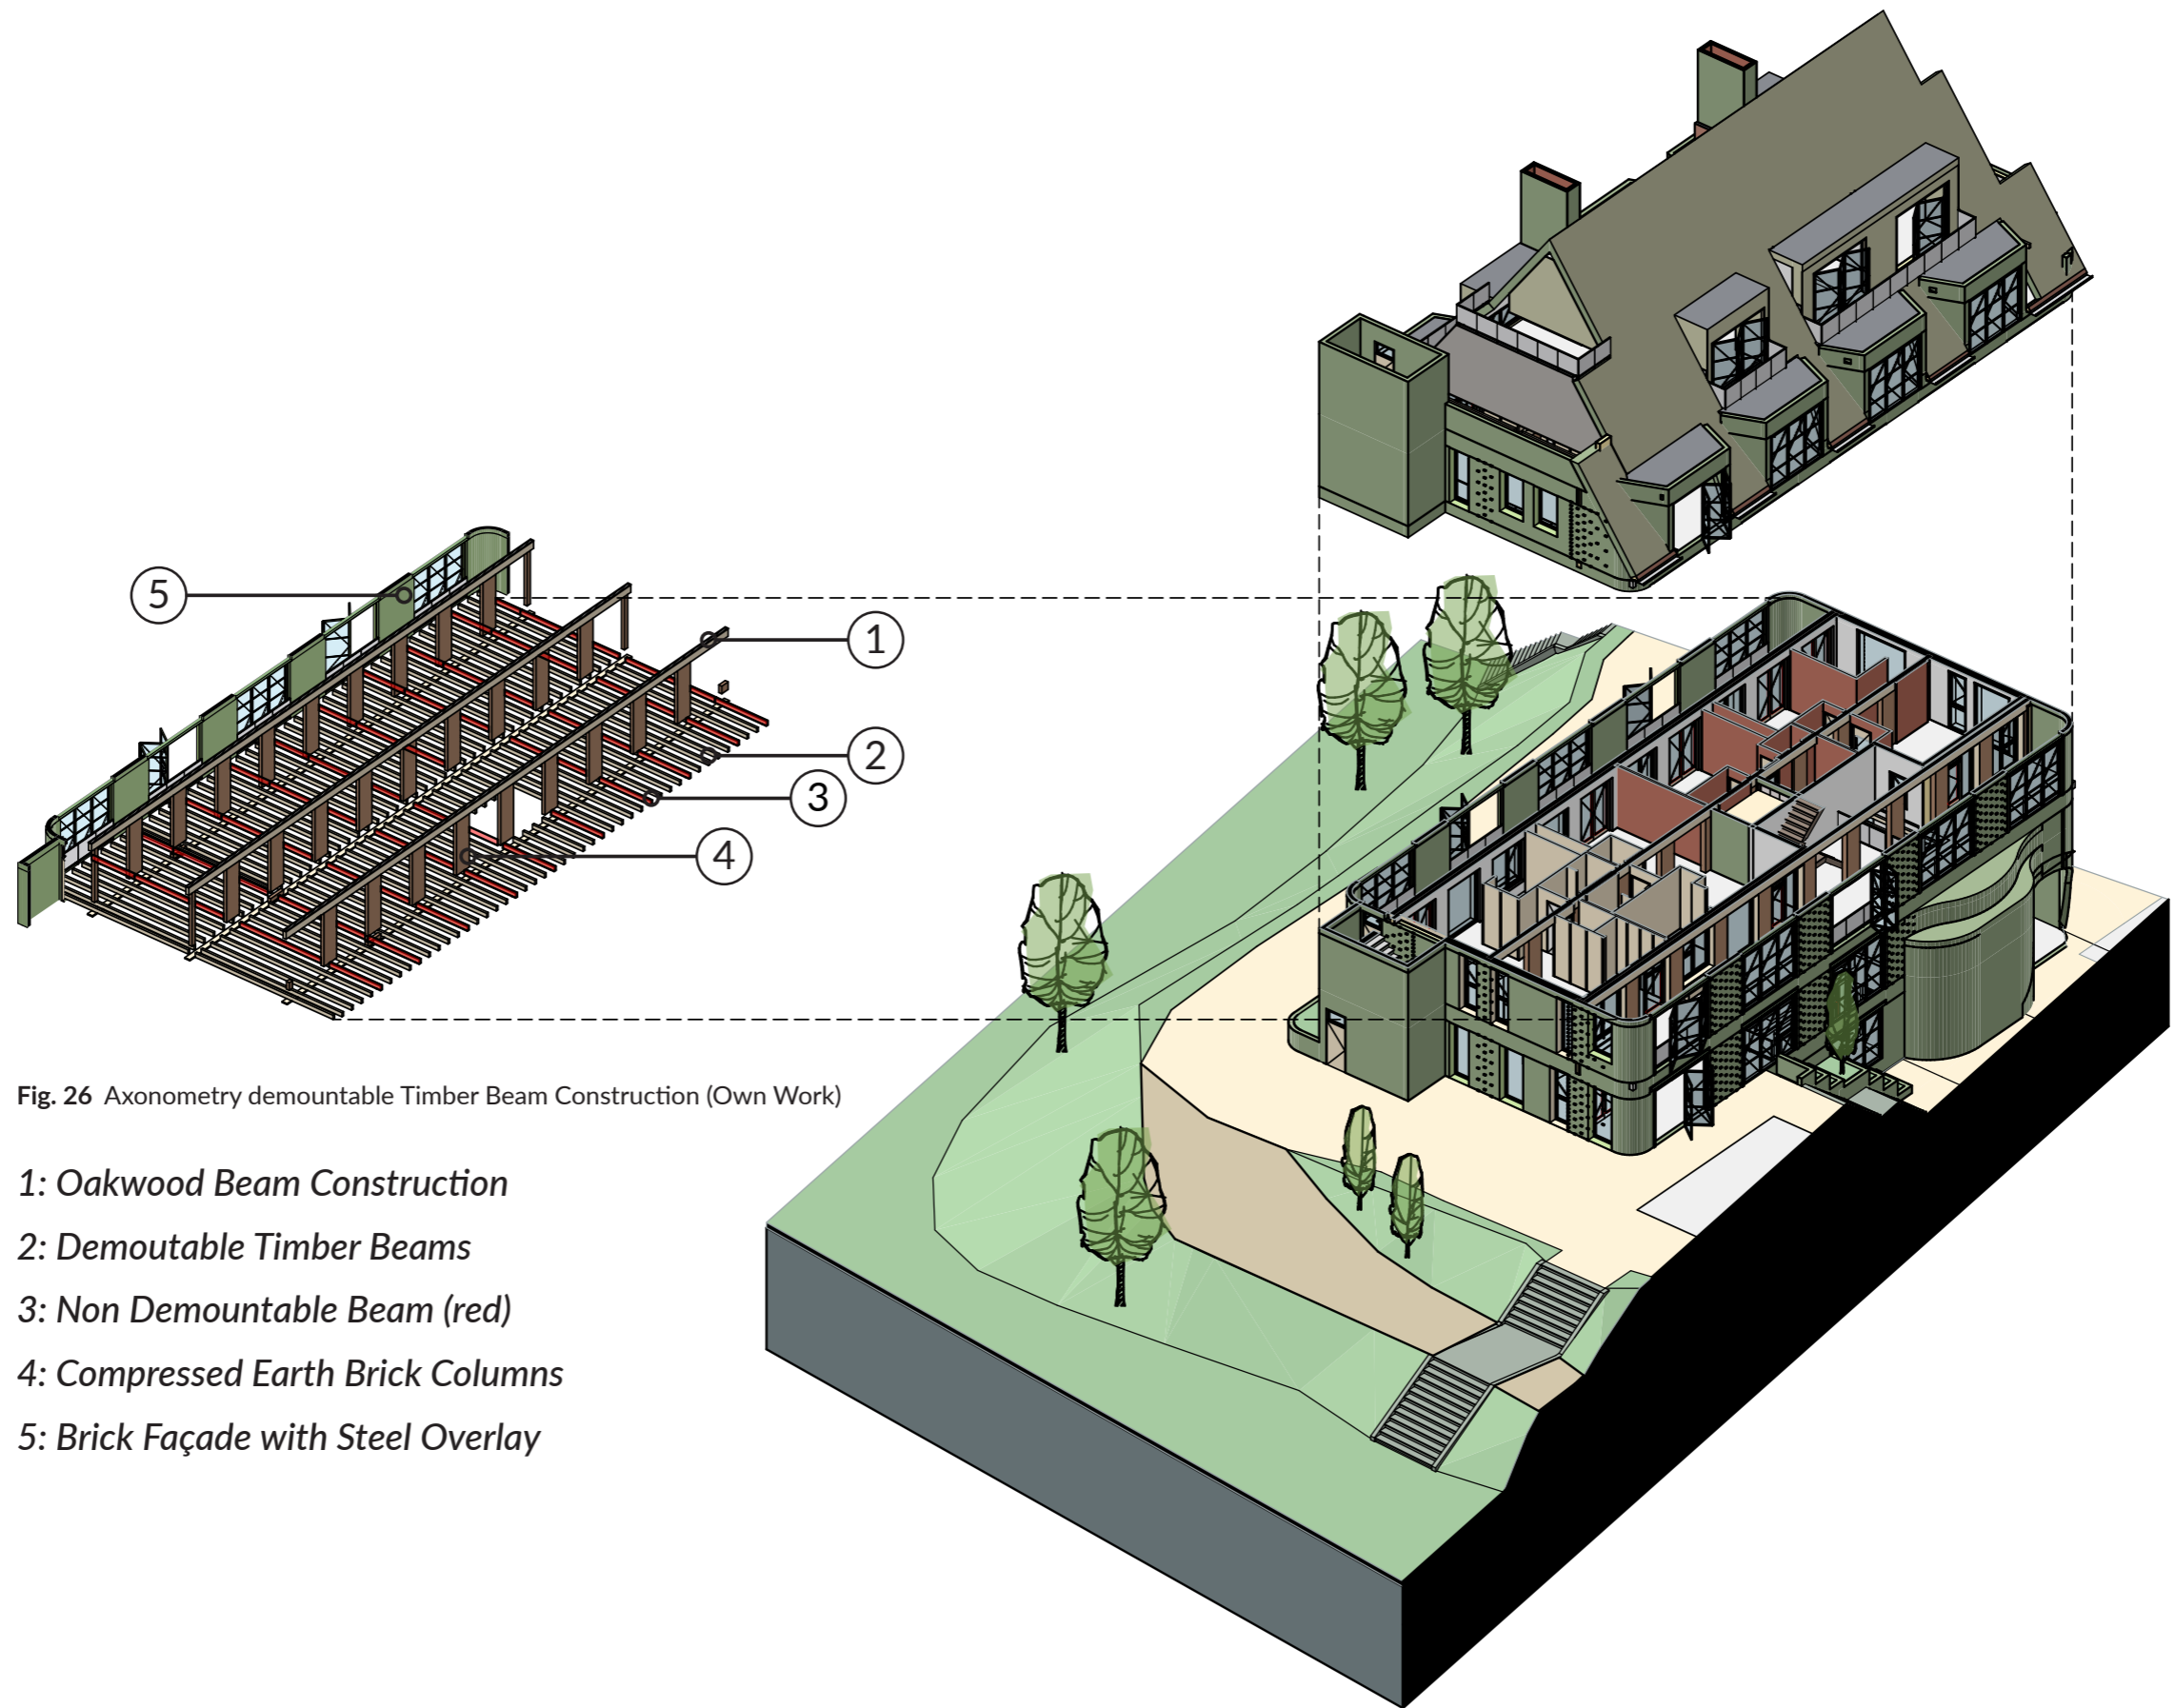 5
1
2
3
4
Fig. 26 Axonometry demountable Timber Beam Construction (Own Work)
1: Oakwood Beam Construction
2: Demoutable Timber Beams
3: Non Demountable Beam (red)
4: Compressed Earth Brick Columns
5: Brick Façade with Steel Overlay